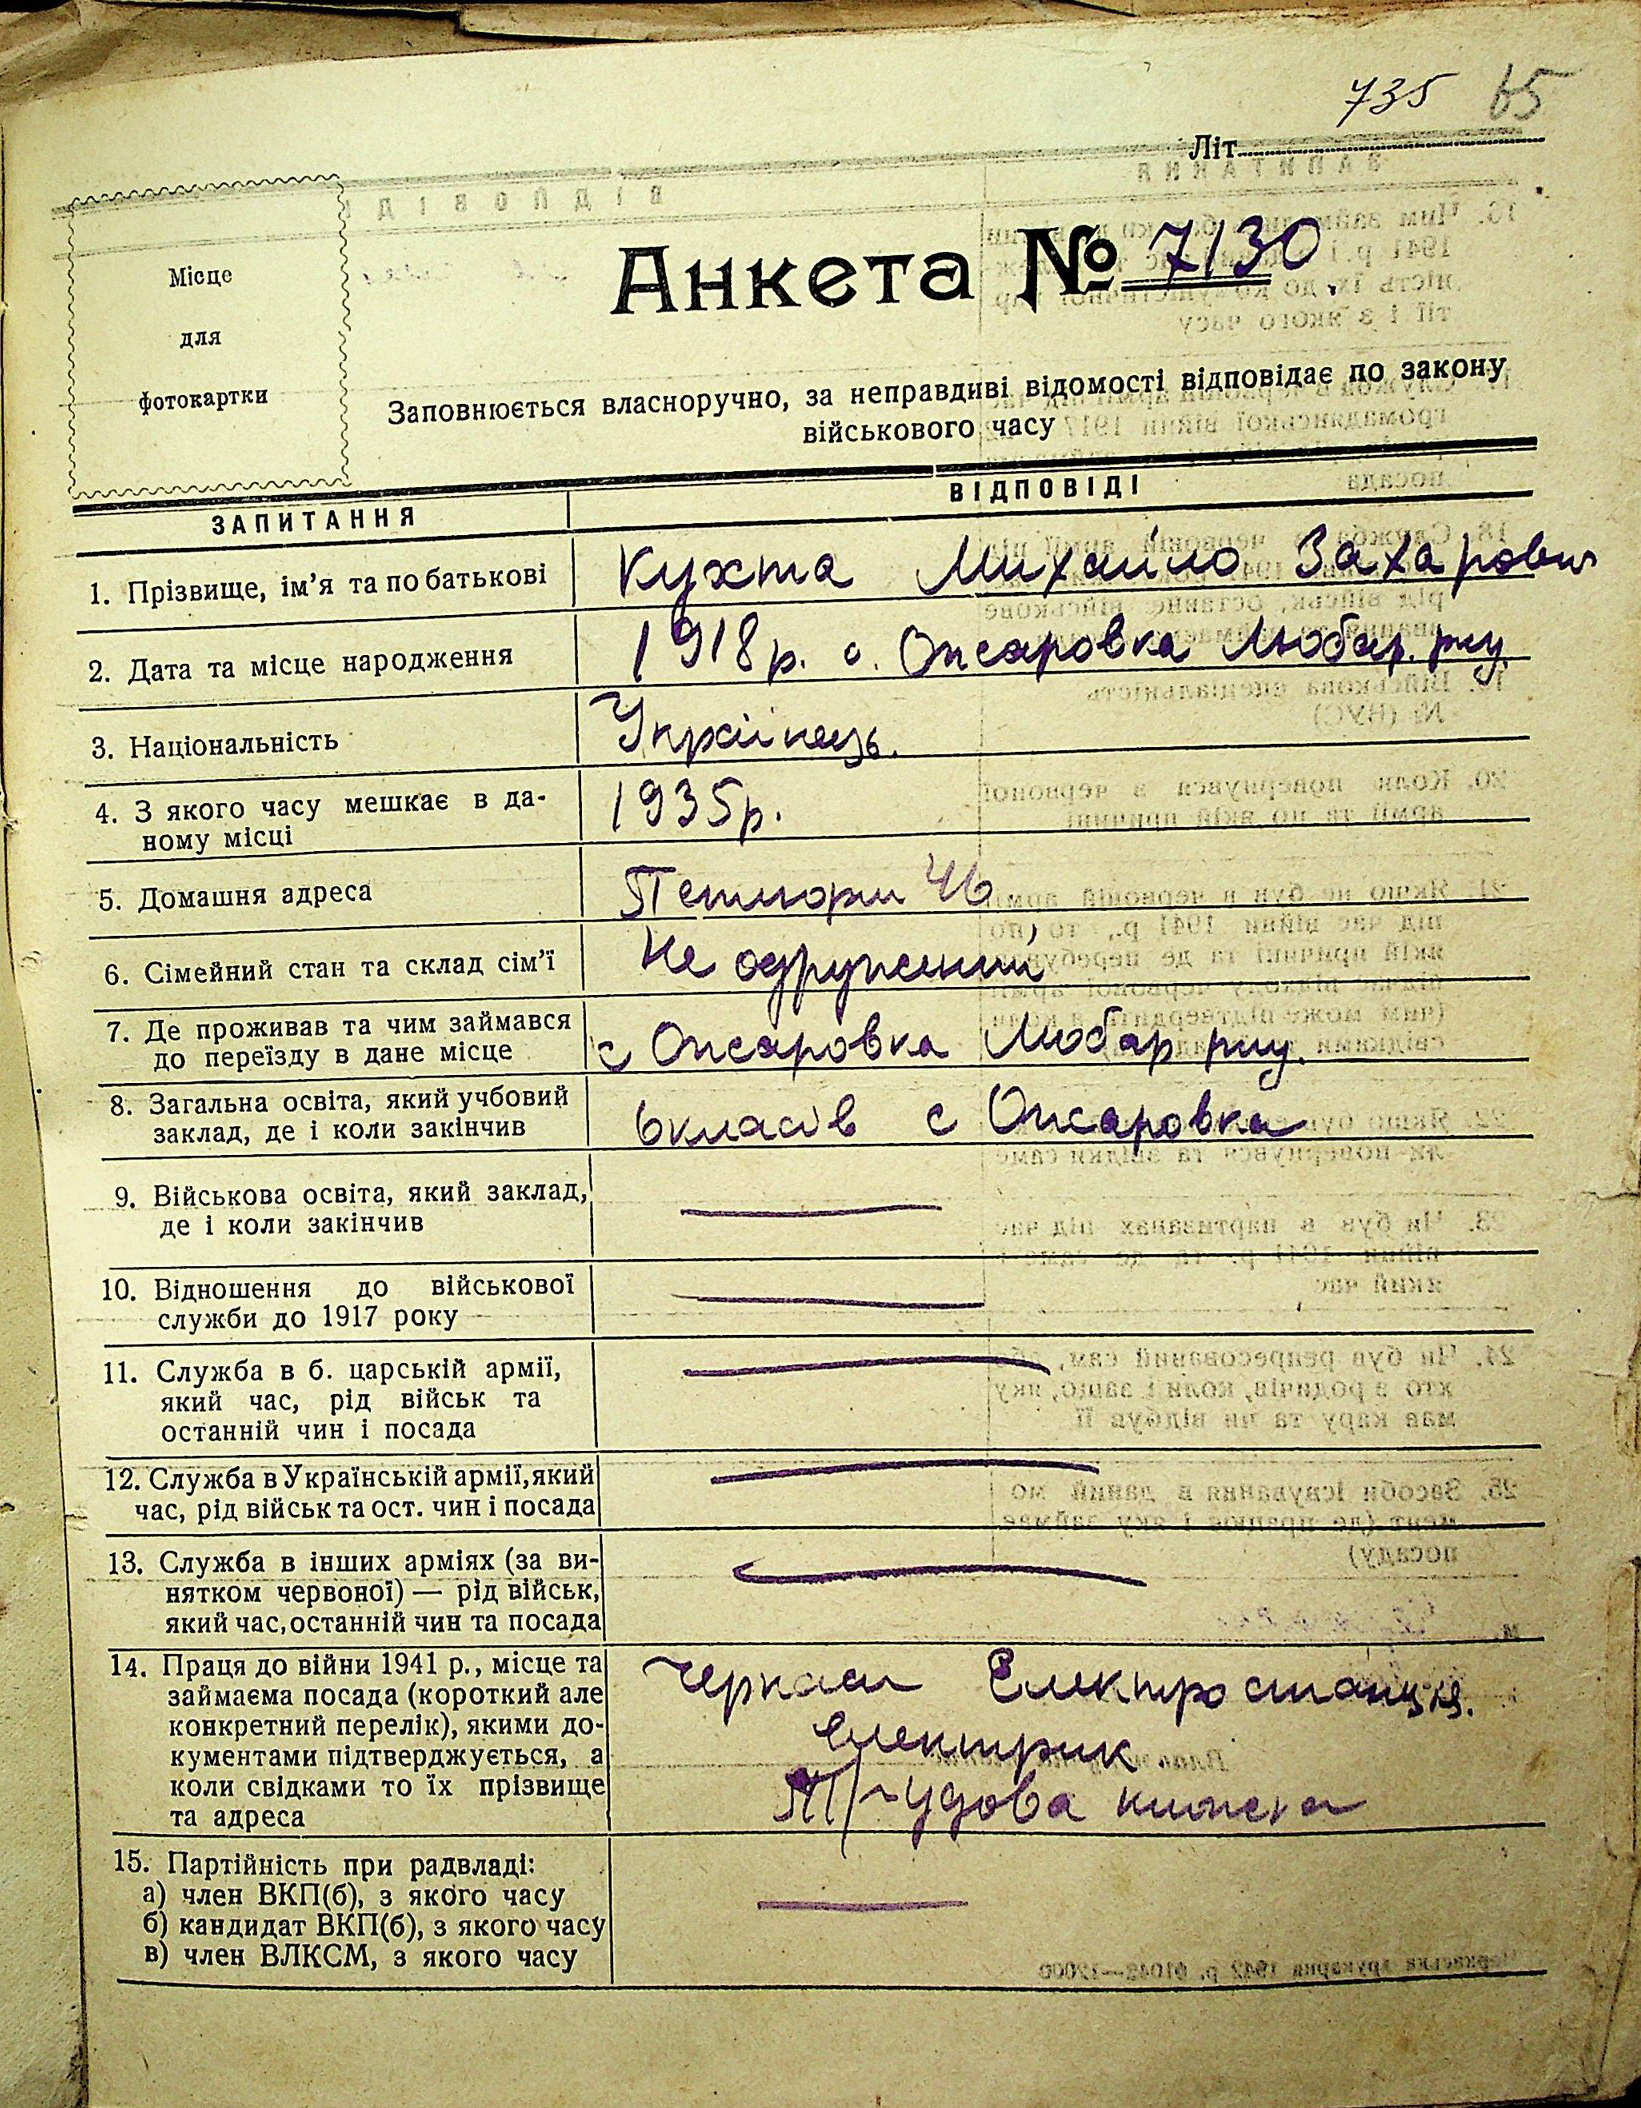 735 65
Літ
Місце
для
фотокартки
Анкета № 7130.
Заповнюється власноручно, за неправдиві відомості відповідає по закону
військового часу
ЗАПИТАННЯ
ВІДПОВІДІ
1. Прізвище, ім'я та по батькові
Кухта Михайло Захарович
2. Дата та місце народження
1918 р. с. Ожаровка Любар. р-у.
3. Національність
Українець.
4. З якого часу мешкає в да-
ному місці
1935 р.
5. Домашня адреса
Петлюри 46
6. Сімейний стан та склад сім'ї
Не одружений
7. Де проживав та чим займався
до переїзду в дане місце
с Ожаровка Любар р-у.
8. Загальна освіта, який учбовий
заклад, де і коли закінчив
6 класів с Ожаровка
9. Військова освіта, який заклад,
де і коли закінчив
10. Відношення до військової
служби до 1917 року
11. Служба в б. царській армії,
який час, рід військ та
останній чин і посада
12. Служба в Українській армії, який
час, рід військ та ост. чин і посада
13. Служба в інших арміях (за ви-
нятком червоної) — рід військ,
який час, останній чин та посада
14. Праця до війни 1941 р., місце та
займаєма посада (короткий але
конкретний перелік), якими до-
кументами підтверджується, а
коли свідками то їх прізвище
та адреса
Черкаси Електро станція.
Електрик
Трудова книжка
15. Партійність при радвладі:
а) член ВКП(б), з якого часу
б) кандидат ВКП(б), з якого часу
в) член ВЛКСМ, з якого часу